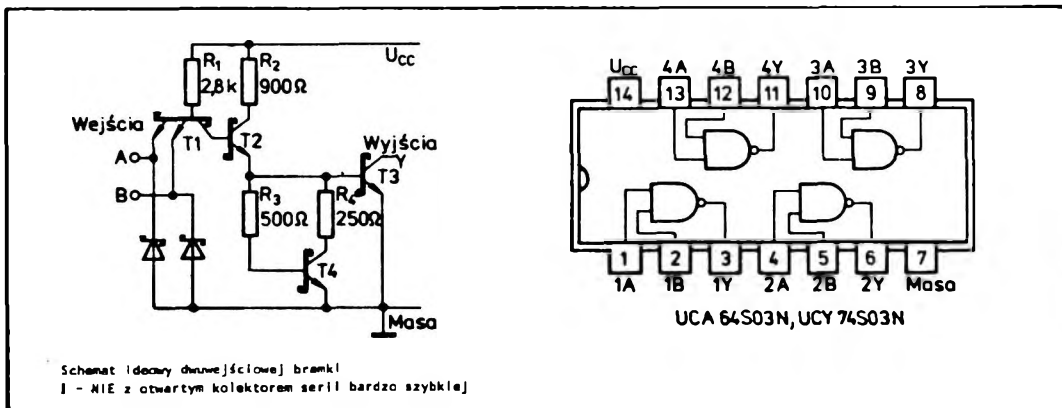 R1
2,8k
R2
900Ω
Ucc
Wejścia
T1
T2
A
B
Wyjścia
Y
T3
R3
500Ω
R4
250Ω
T4
Masa
Schemat ideowy dwuwejściowej bramki
I - NIE z otwartym kolektorem serii bardzo szybkiej
Ucc 4A 4B 4Y 3A 3B 3Y
14 13 12 11 10 9 8
1 2 3 4 5 6 7
1A 1B 1Y 2A 2B 2Y Masa
UCA 64S03N, UCY 74S03N